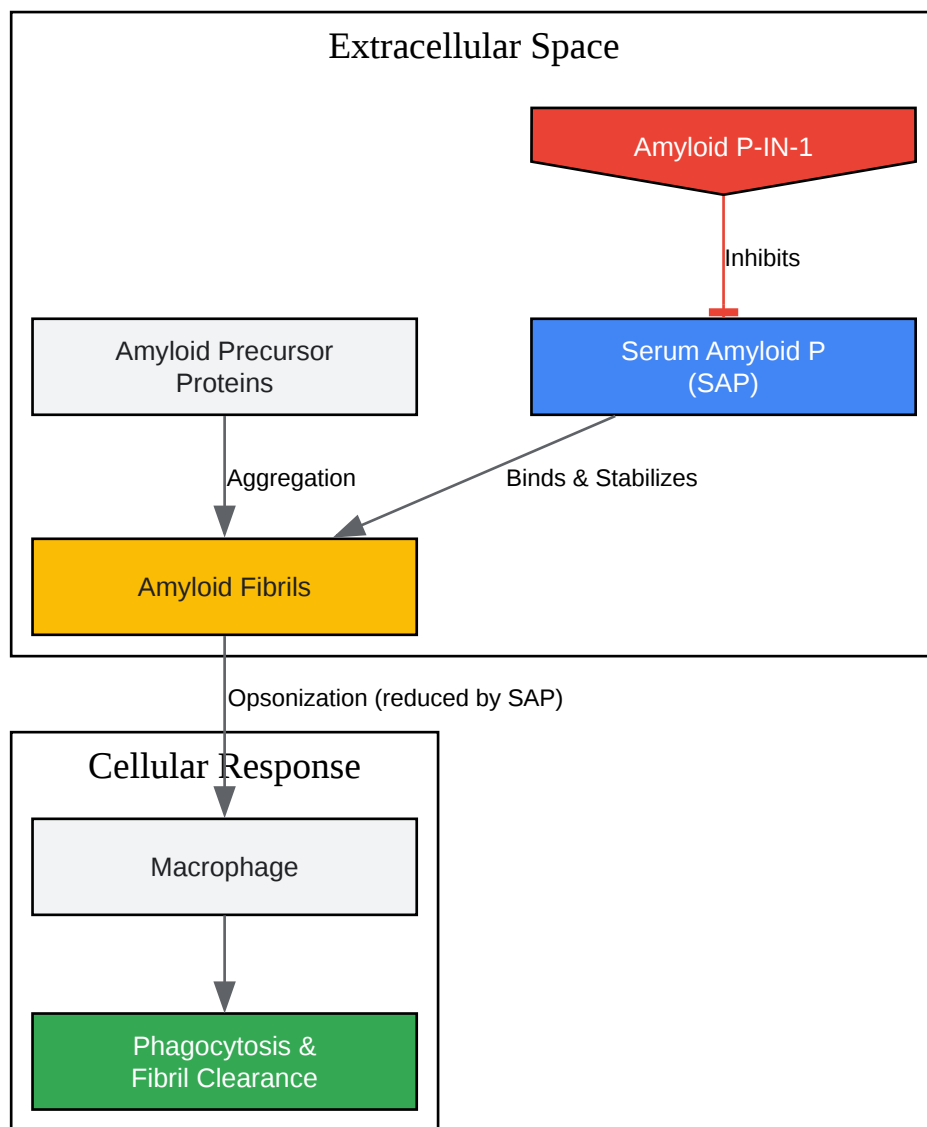 Extracellular Space
Amyloid P-IN-1
Inhibits
Amyloid Precursor
Proteins
Serum Amyloid P
(SAP)
Aggregation
Binds & Stabilizes
Amyloid Fibrils
Opsonization (reduced by SAP)
Cellular Response
Macrophage
Phagocytosis &
Fibril Clearance